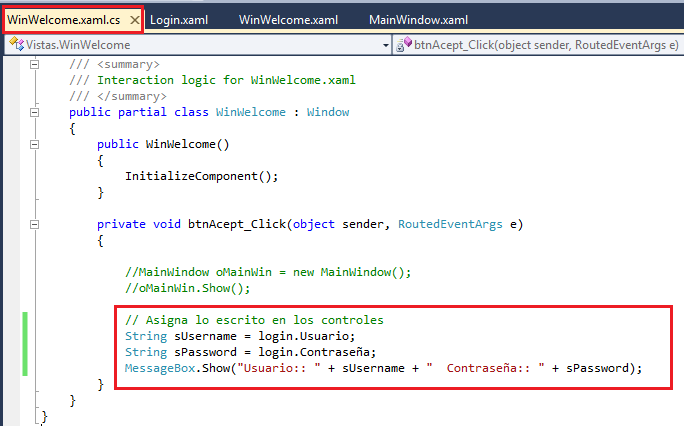 WinWelcome.xaml.cs Login.xaml WinWelcome.xaml MainWindow.xaml
Vistas.WinWelcome btnAcept_Click(object sender, RoutedEventArgs e)
/// <summary>
/// Interaction logic for WinWelcome.xaml
/// </summary>
public partial class WinWelcome : Window
{
public WinWelcome()
{
InitializeComponent();
}
private void btnAcept_Click(object sender, RoutedEventArgs e)
{
//MainWindow oMainWin = new MainWindow();
//oMainWin.Show();
// Asigna lo escrito en los controles
String sUsername = login.Usuario;
String sPassword = login.Contraseña;
MessageBox.Show("Usuario:: " + sUsername + "  Contraseña:: " + sPassword);
}
}
}